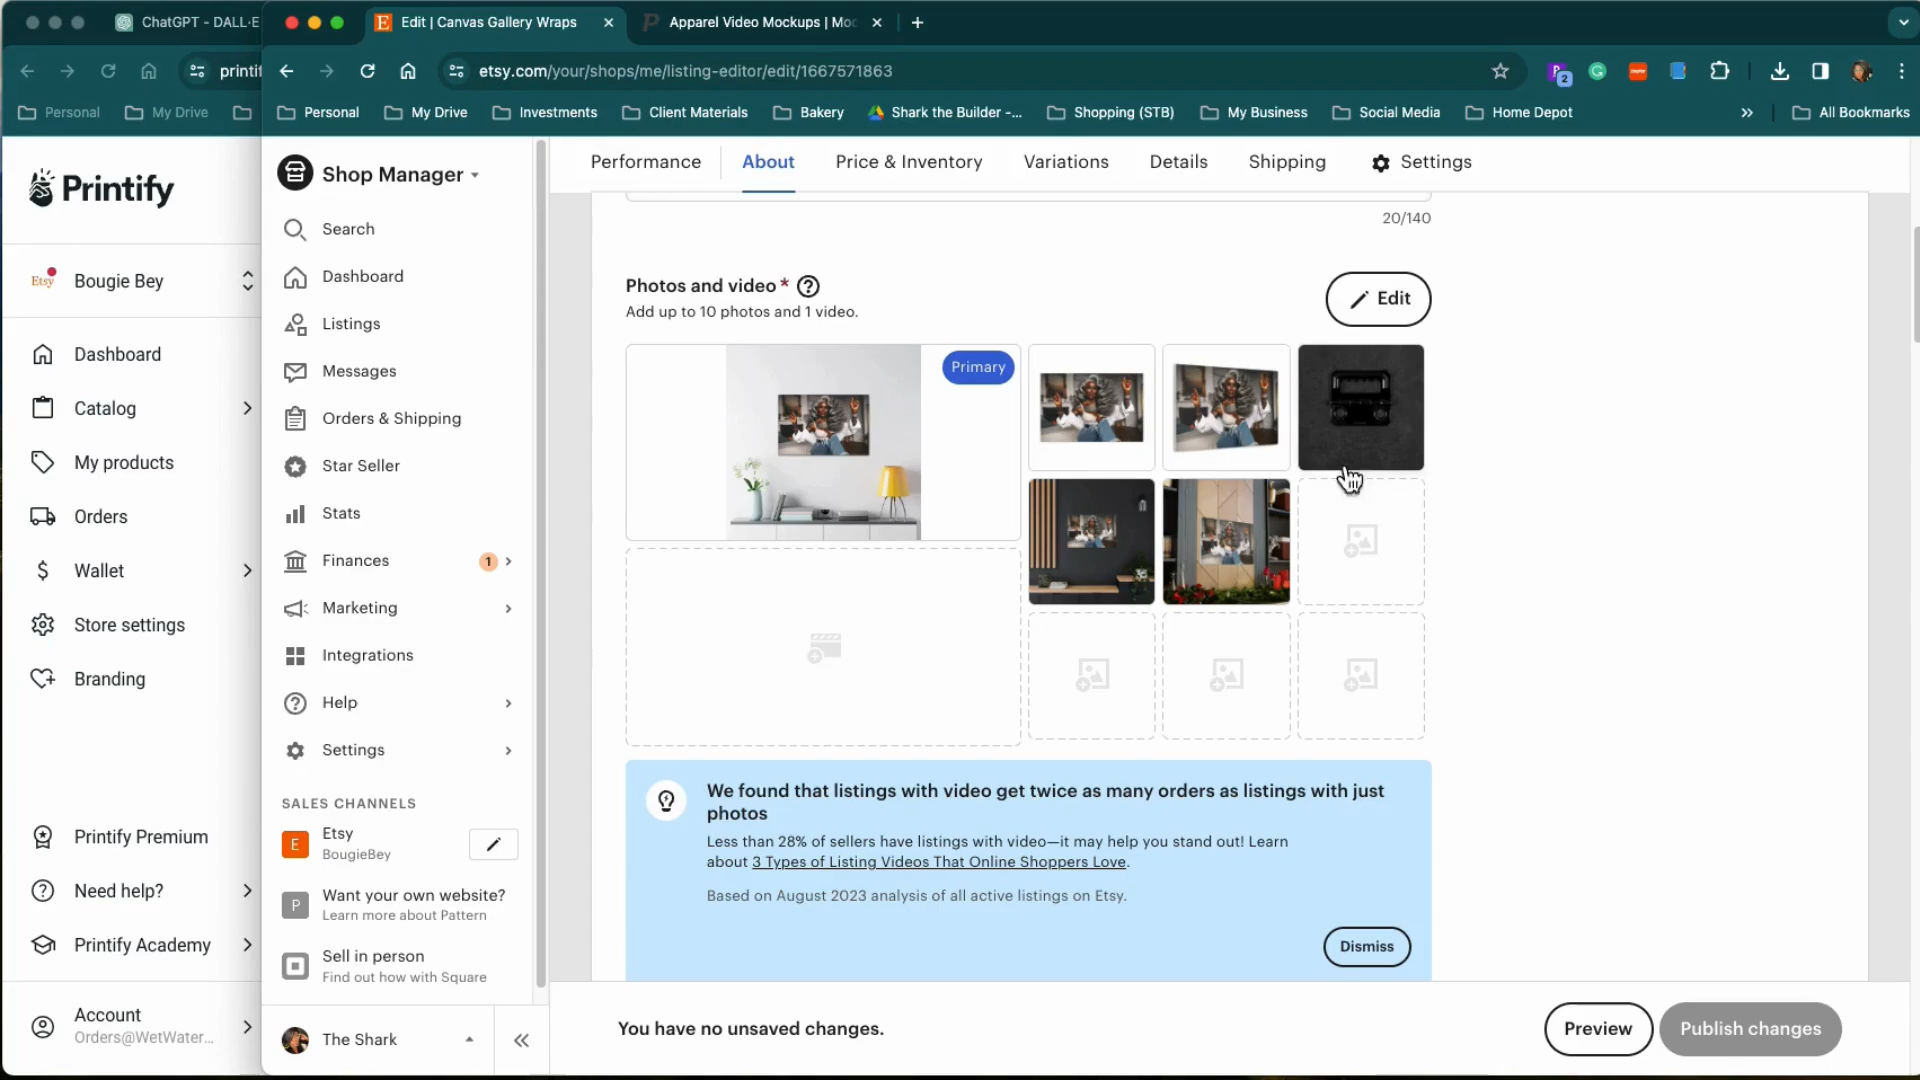 ChatGPT - DALL·E
Edit | Canvas Gallery Wraps
Apparel Video Mockups | Moc
printif
etsy.com/your/shops/me/listing-editor/edit/1667571863
2
Personal
My Drive
Personal
My Drive
Investments
Client Materials
Bakery
Shark the Builder -...
Shopping (STB)
My Business
Social Media
Home Depot
All Bookmarks
Printify
Etsy
Bougie Bey
Dashboard
Catalog
My products
Orders
Wallet
Store settings
Branding
Printify Premium
Need help?
Printify Academy
Account
Orders@WetWater...
Shop Manager
Search
Dashboard
Listings
Messages
Orders & Shipping
Star Seller
Stats
Finances
1
Marketing
Integrations
Help
Settings
SALES CHANNELS
E
Etsy
BougieBey
P
Want your own website?
Learn more about Pattern
Sell in person
Find out how with Square
The Shark
Performance
About
Price & Inventory
Variations
Details
Shipping
Settings
20/140
Photos and video *
Add up to 10 photos and 1 video.
Edit
Primary
We found that listings with video get twice as many orders as listings with just
photos
Less than 28% of sellers have listings with video—it may help you stand out! Learn
about 3 Types of Listing Videos That Online Shoppers Love.
Based on August 2023 analysis of all active listings on Etsy.
Dismiss
You have no unsaved changes.
Preview
Publish changes